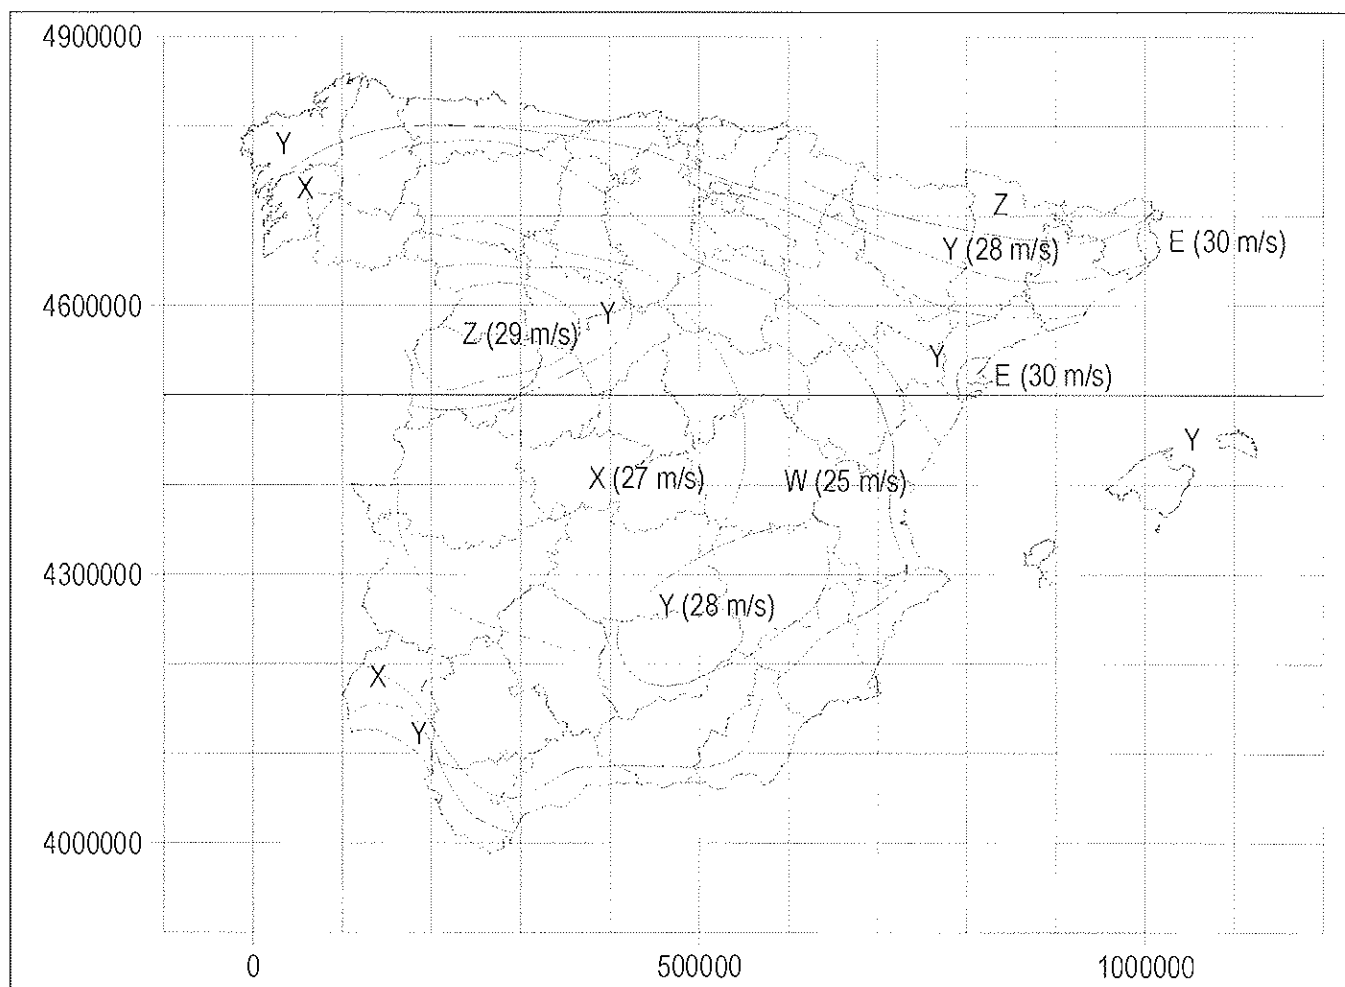 4900000
Y
X
Z
Y (28 m/s)
E (30 m/s)
4600000
Y
Z (29 m/s)
Y
E (30 m/s)
Y
X (27 m/s)
W (25 m/s)
4300000
Y (28 m/s)
X
Y
4000000
0
500000
1000000